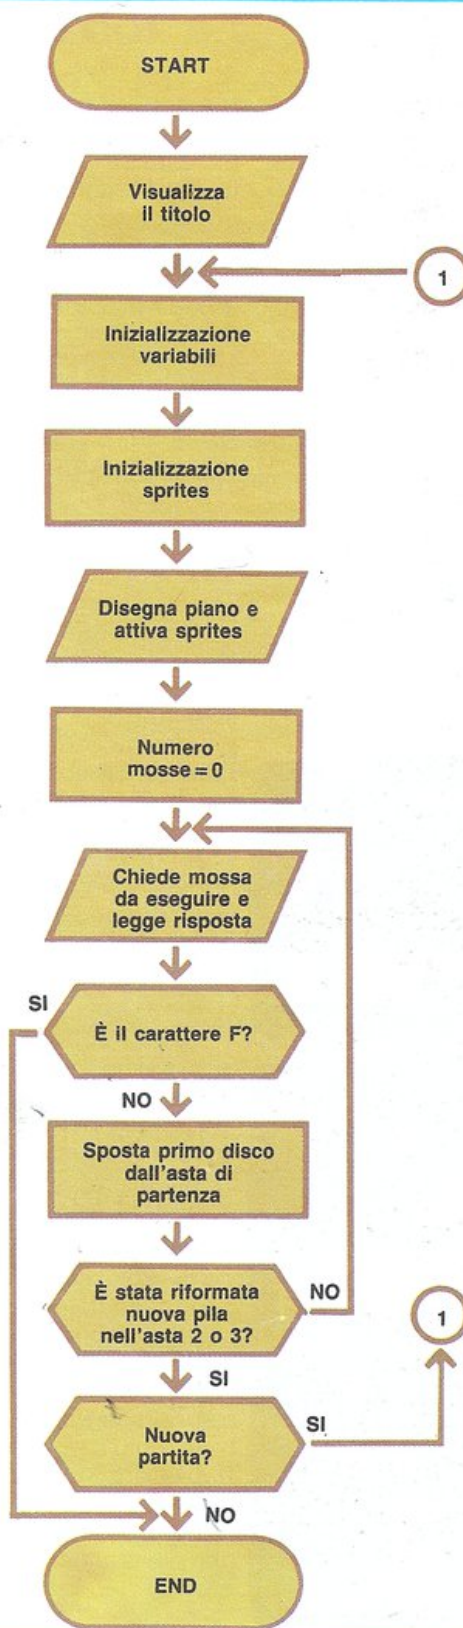 START
Visualizza
il titolo
1
Inizializzazione
variabili
Inizializzazione
sprites
Disegna piano e
attiva sprites
Numero
mosse = 0
Chiede mossa
da eseguire e
legge risposta
SI
È il carattere F?
NO
Sposta primo disco
dall'asta di
partenza
È stata riformata
nuova pila
nell'asta 2 o 3?
NO
1
SI
Nuova
partita?
SI
NO
END